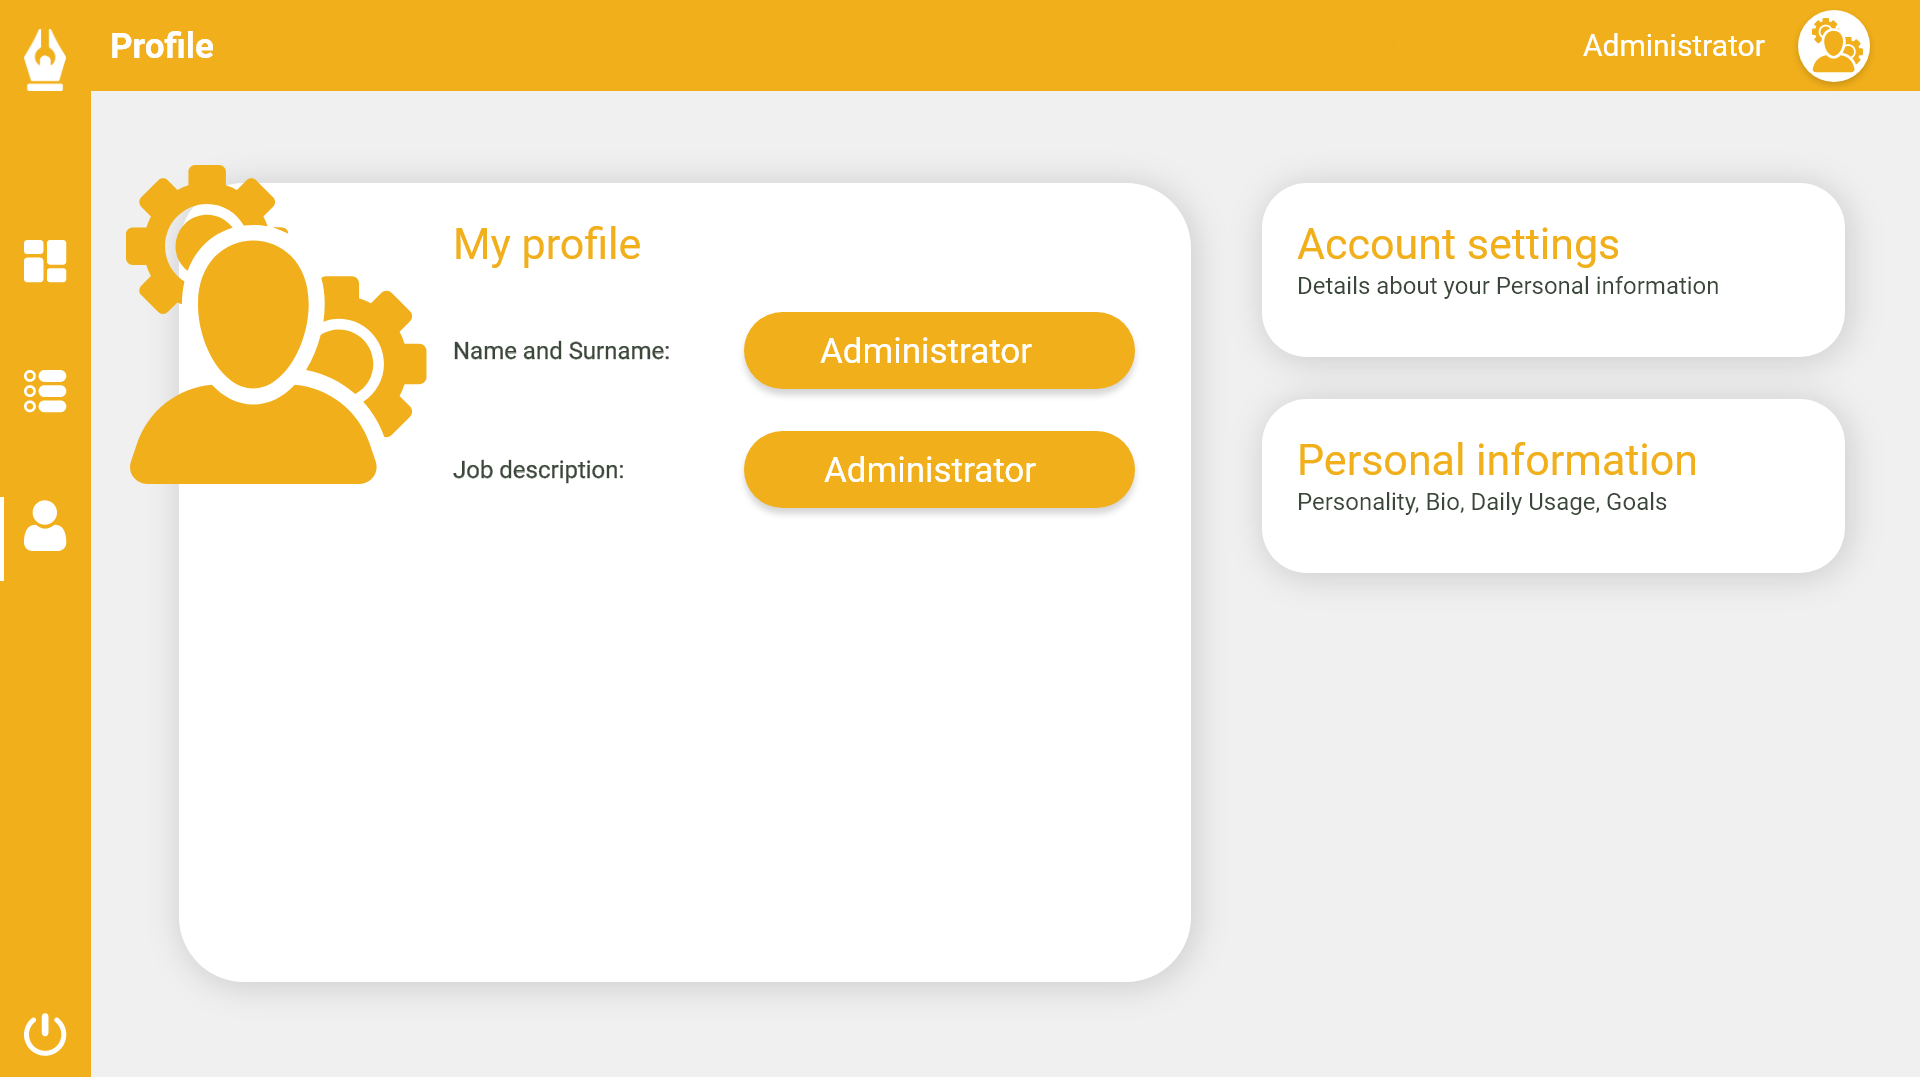 Profile
Administrator
My profile
Name and Surname:
Administrator
Job description:
Administrator
Account settings
Details about your Personal information
Personal information
Personality, Bio, Daily Usage, Goals